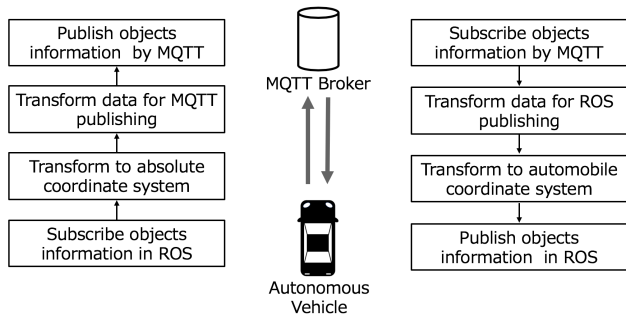 Publish objects
information by MQTT
Transform data for MQTT
publishing
Transform to absolute
coordinate system
Subscribe objects
information in ROS
MQTT Broker
Autonomous
Vehicle
Subscribe objects
information by MQTT
Transform data for ROS
publishing
Transform to automobile
coordinate system
Publish objects
information in ROS